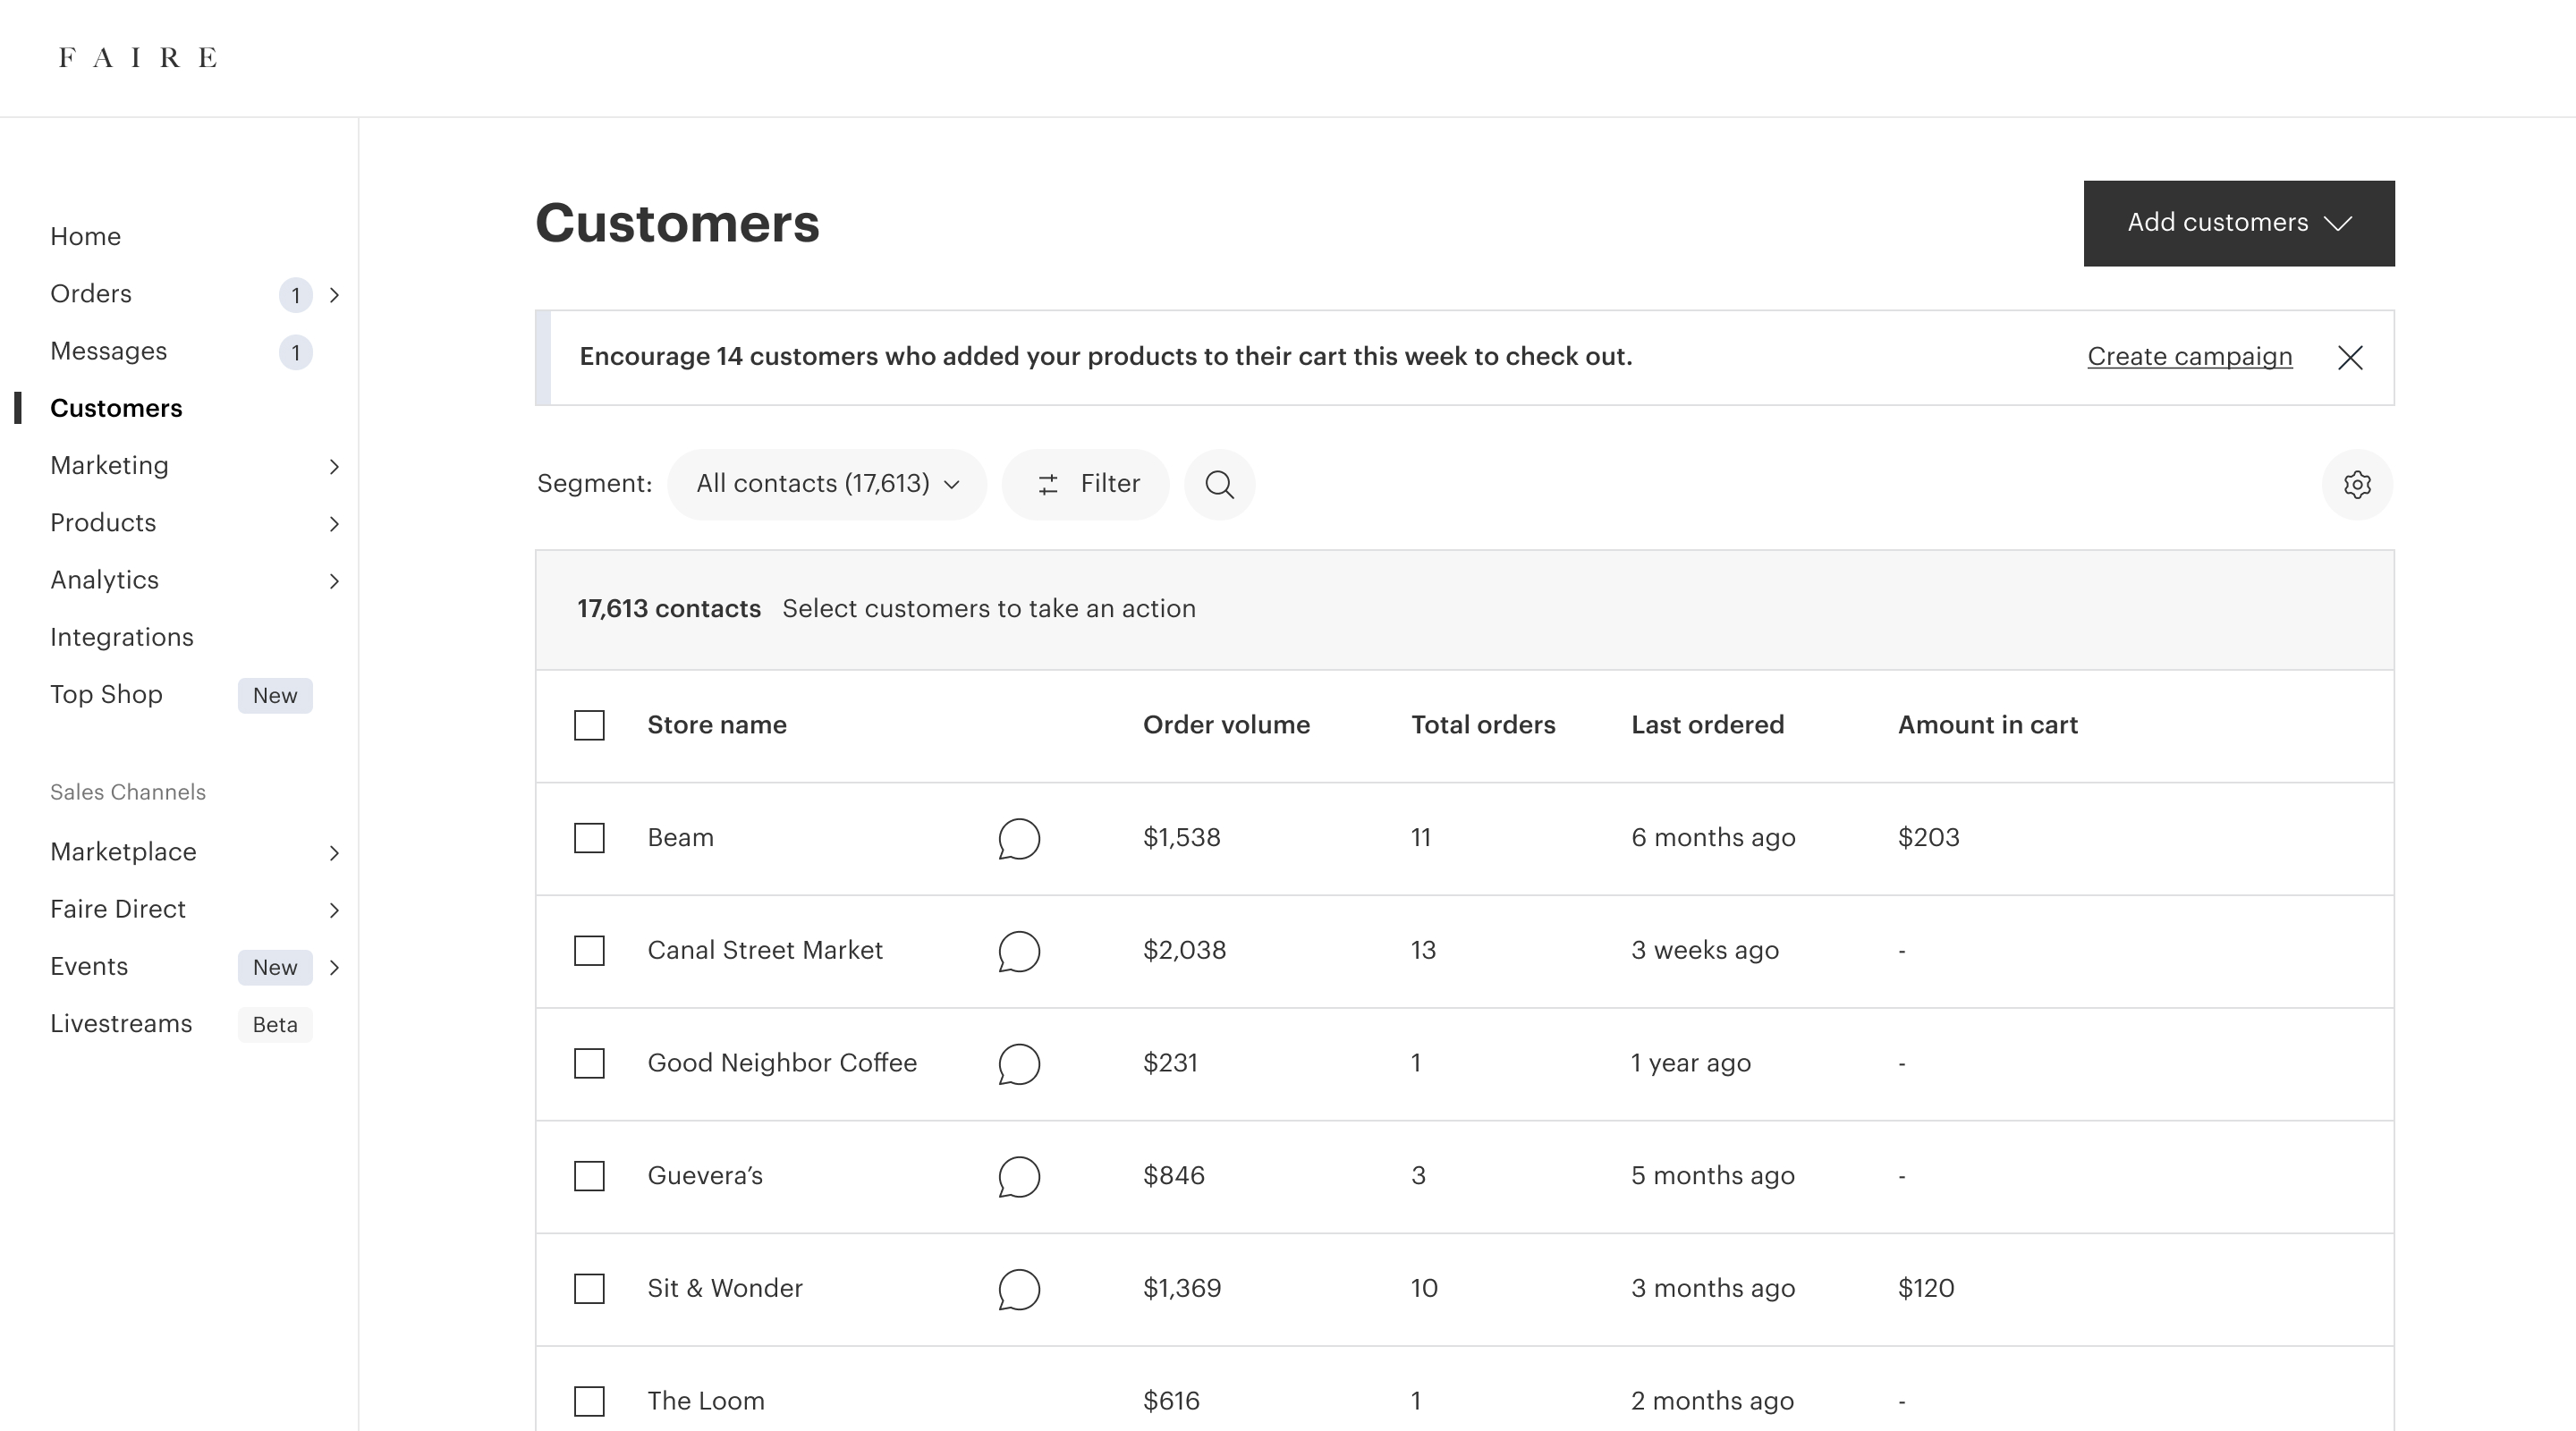 FAIRE
Home
Orders 1
Messages 1
Customers
Marketing
Products
Analytics
Integrations
Top Shop New
Sales Channels
Marketplace
Faire Direct
Events New
Livestreams Beta
Customers
Add customers
Encourage 14 customers who added your products to their cart this week to check out. Create campaign
Segment: All contacts (17,613) Filter
17,613 contacts Select customers to take an action
Store name Order volume Total orders Last ordered Amount in cart
Beam $1,538 11 6 months ago $203
Canal Street Market $2,038 13 3 weeks ago -
Good Neighbor Coffee $231 1 1 year ago -
Guevera’s $846 3 5 months ago -
Sit & Wonder $1,369 10 3 months ago $120
The Loom $616 1 2 months ago -